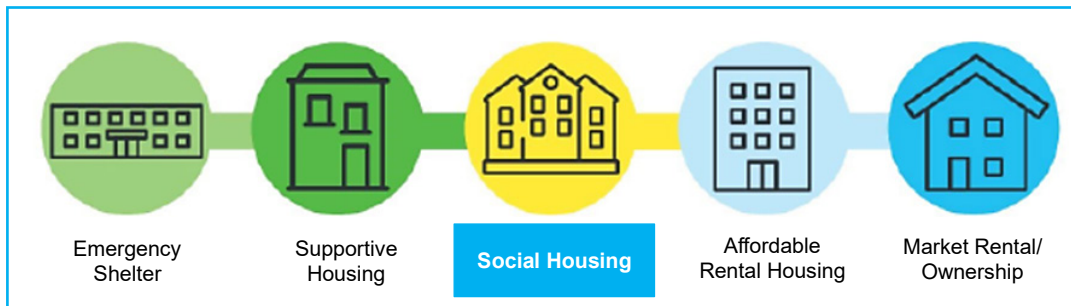 Emergency
Shelter
Supportive
Housing
Social Housing
Affordable
Rental Housing
Market Rental/
Ownership